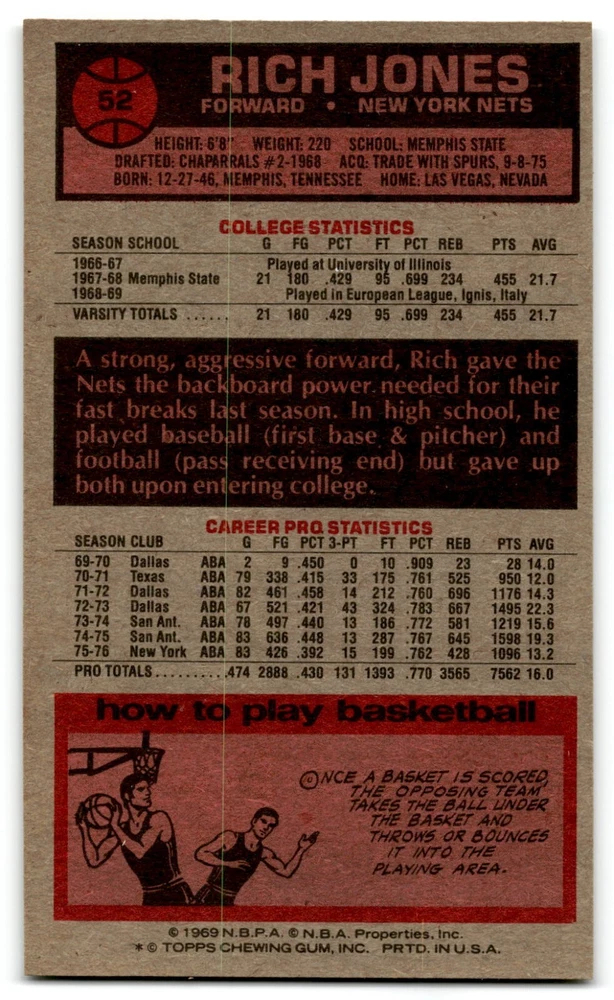 52
RICH JONES
FORWARD • NEW YORK NETS
HEIGHT: 6'8" WEIGHT: 220 SCHOOL: MEMPHIS STATE
DRAFTED: CHAPARRALS #2-1968 ACQ: TRADE WITH SPURS, 9-8-75
BORN: 12-27-46, MEMPHIS, TENNESSEE HOME: LAS VEGAS, NEVADA
COLLEGE STATISTICS
SEASON SCHOOL G FG PCT FT PCT REB PTS AVG
1966-67 Played at University of Illinois
1967-68 Memphis State 21 180 .429 95 .699 234 455 21.7
1968-69 Played in European League, Ignis, Italy
VARSITY TOTALS ...... 21 180 .429 95 .699 234 455 21.7
A strong, aggressive forward, Rich gave the
Nets the backboard power needed for their
fast breaks last season. In high school, he
played baseball (first base & pitcher) and
football (pass receiving end) but gave up
both upon entering college.
CAREER PRO STATISTICS
SEASON CLUB G FG PCT 3-PT FT PCT REB PTS AVG
69-70 Dallas ABA 2 9 .450 0 10 .909 23 28 14.0
70-71 Texas ABA 79 338 .415 33 175 .761 525 950 12.0
71-72 Dallas ABA 82 461 .458 14 212 .760 696 1176 14.3
72-73 Dallas ABA 67 521 .421 43 324 .783 667 1495 22.3
73-74 San Ant. ABA 78 497 .440 13 186 .772 581 1219 15.6
74-75 San Ant. ABA 83 636 .448 13 287 .767 645 1598 19.3
75-76 New York ABA 83 426 .392 15 199 .762 428 1096 13.2
PRO TOTALS.......... .474 2888 .430 131 1393 .770 3565 7562 16.0
how to play basketball
ONCE A BASKET IS SCORED,
THE OPPOSING TEAM
TAKES THE BALL UNDER
THE BASKET AND
THROWS OR BOUNCES
IT INTO THE
PLAYING AREA.
© 1969 N.B.P.A. © N.B.A. Properties, Inc.
* © TOPPS CHEWING GUM, INC. PRTD. IN U.S.A.